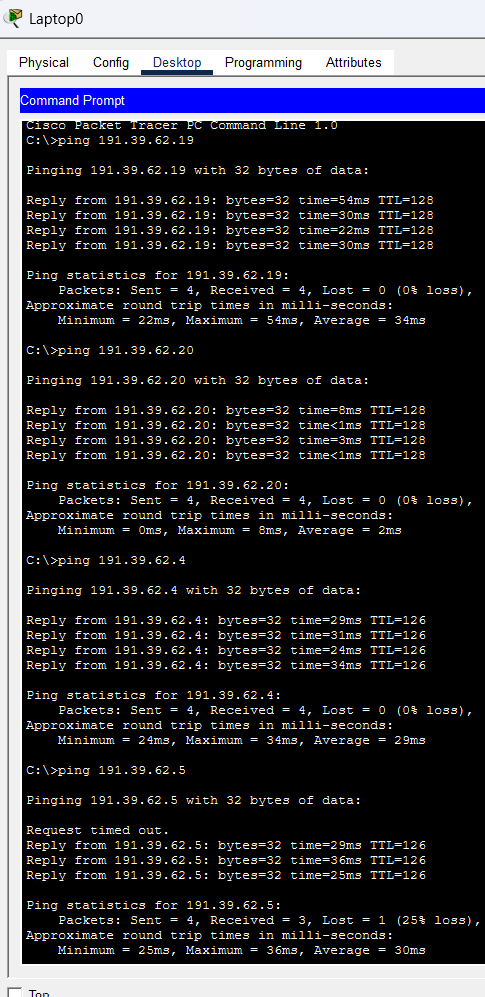 Laptop0
Physical Config Desktop Programming Attributes
Command Prompt
Cisco Packet Tracer PC Command Line 1.0
C:\>ping 191.39.62.19
Pinging 191.39.62.19 with 32 bytes of data:
Reply from 191.39.62.19: bytes=32 time=54ms TTL=128
Reply from 191.39.62.19: bytes=32 time=30ms TTL=128
Reply from 191.39.62.19: bytes=32 time=22ms TTL=128
Reply from 191.39.62.19: bytes=32 time=30ms TTL=128
Ping statistics for 191.39.62.19:
Packets: Sent = 4, Received = 4, Lost = 0 (0% loss),
Approximate round trip times in milli-seconds:
Minimum = 22ms, Maximum = 54ms, Average = 34ms
C:\>ping 191.39.62.20
Pinging 191.39.62.20 with 32 bytes of data:
Reply from 191.39.62.20: bytes=32 time=8ms TTL=128
Reply from 191.39.62.20: bytes=32 time<1ms TTL=128
Reply from 191.39.62.20: bytes=32 time=3ms TTL=128
Reply from 191.39.62.20: bytes=32 time<1ms TTL=128
Ping statistics for 191.39.62.20:
Packets: Sent = 4, Received = 4, Lost = 0 (0% loss),
Approximate round trip times in milli-seconds:
Minimum = 0ms, Maximum = 8ms, Average = 2ms
C:\>ping 191.39.62.4
Pinging 191.39.62.4 with 32 bytes of data:
Reply from 191.39.62.4: bytes=32 time=29ms TTL=126
Reply from 191.39.62.4: bytes=32 time=31ms TTL=126
Reply from 191.39.62.4: bytes=32 time=24ms TTL=126
Reply from 191.39.62.4: bytes=32 time=34ms TTL=126
Ping statistics for 191.39.62.4:
Packets: Sent = 4, Received = 4, Lost = 0 (0% loss),
Approximate round trip times in milli-seconds:
Minimum = 24ms, Maximum = 34ms, Average = 29ms
C:\>ping 191.39.62.5
Pinging 191.39.62.5 with 32 bytes of data:
Request timed out.
Reply from 191.39.62.5: bytes=32 time=29ms TTL=126
Reply from 191.39.62.5: bytes=32 time=36ms TTL=126
Reply from 191.39.62.5: bytes=32 time=25ms TTL=126
Ping statistics for 191.39.62.5:
Packets: Sent = 4, Received = 3, Lost = 1 (25% loss),
Approximate round trip times in milli-seconds:
Minimum = 25ms, Maximum = 36ms, Average = 30ms
Top